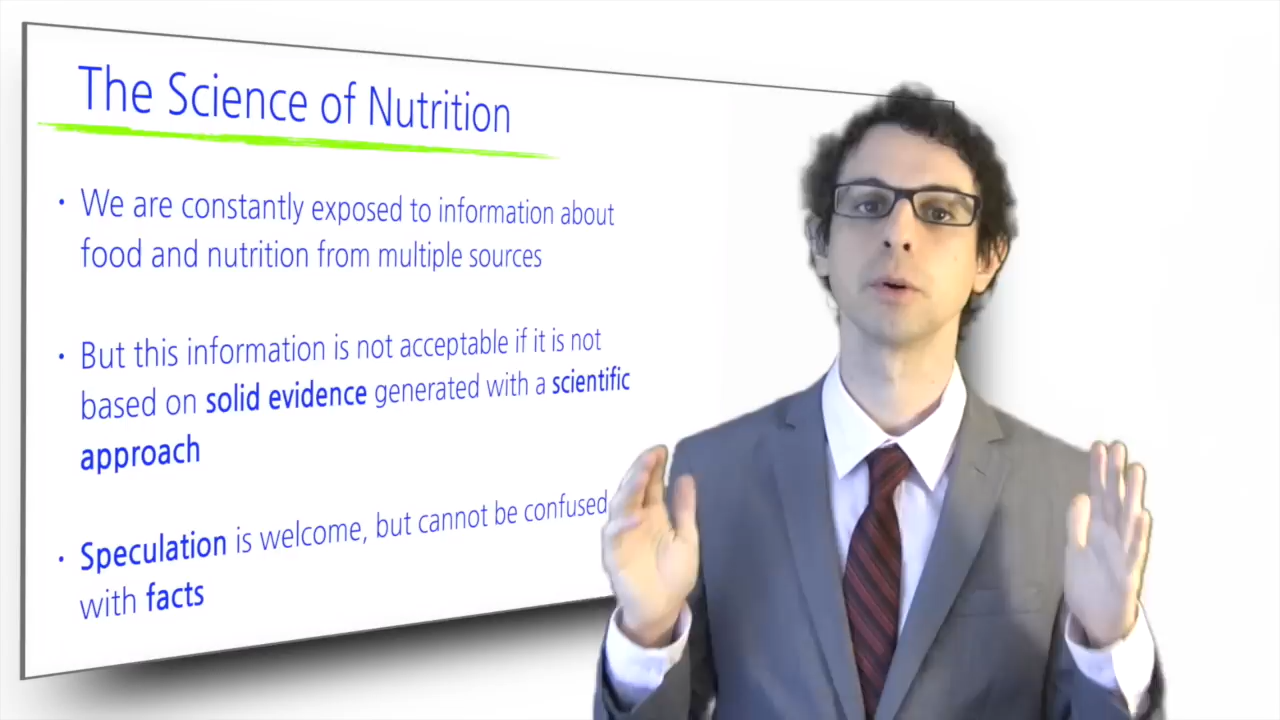 The Science of Nutrition
• We are constantly exposed to information about
food and nutrition from multiple sources
• But this information is not acceptable if it is not
based on solid evidence generated with a scientific
approach
• Speculation is welcome, but cannot be confused
with facts